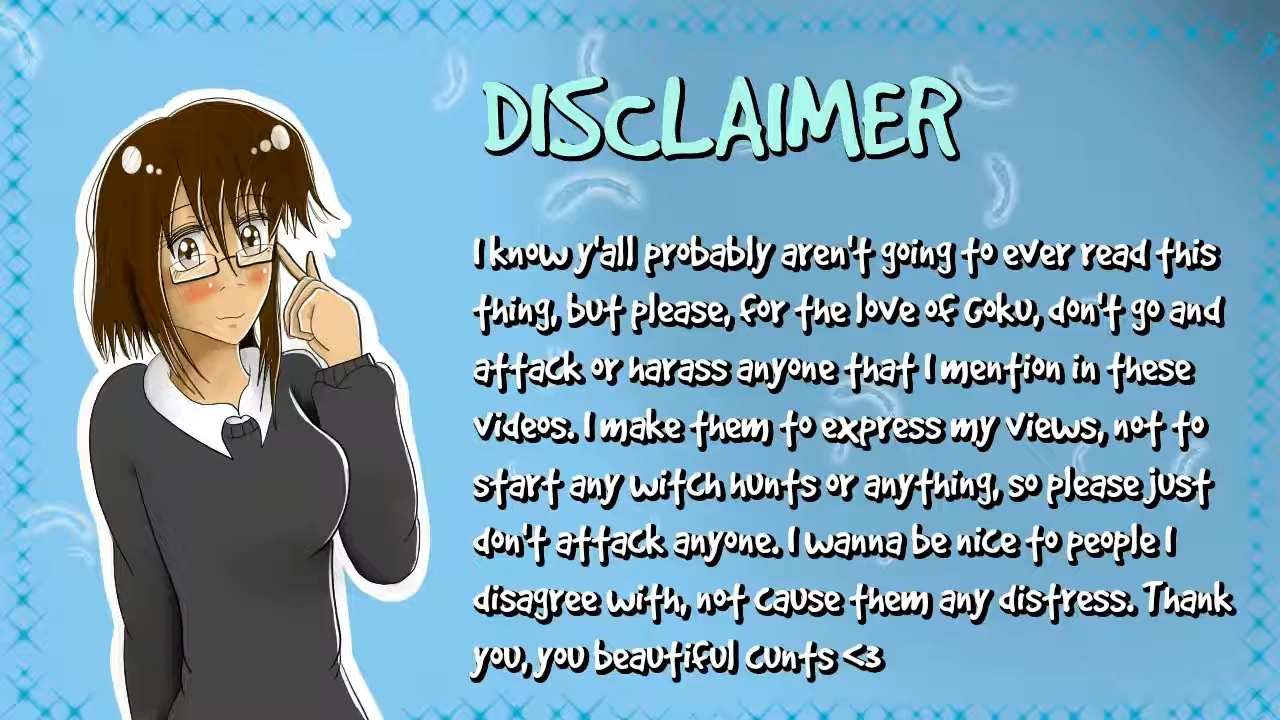 DISCLAIMER
I know y'all probably aren't going to ever read this
thing, but please, for the love of Goku, don't go and
attack or harass anyone that I mention in these
videos. I make them to express my views, not to
start any witch hunts or anything, so please just
don't attack anyone. I wanna be nice to people I
disagree with, not cause them any distress. Thank
you, you beautiful cunts <3